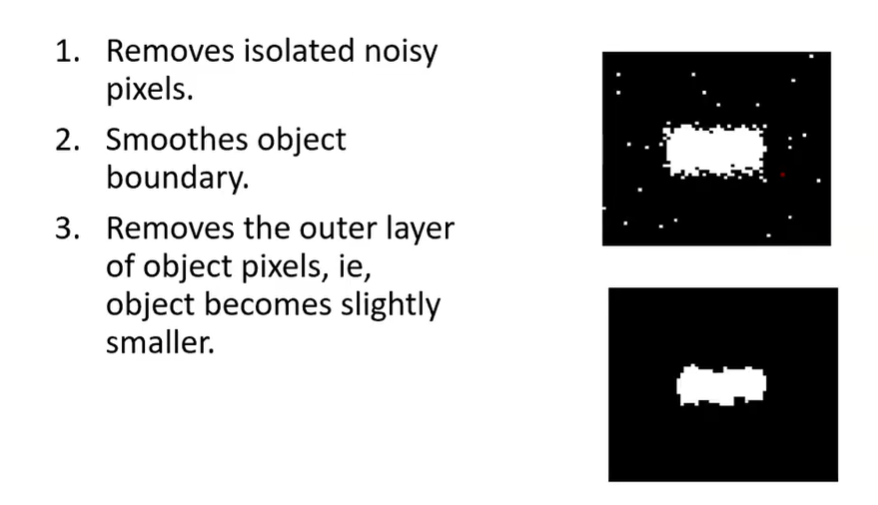 1. Removes isolated noisy
pixels.
2. Smoothes object
boundary.
3. Removes the outer layer
of object pixels, ie,
object becomes slightly
smaller.